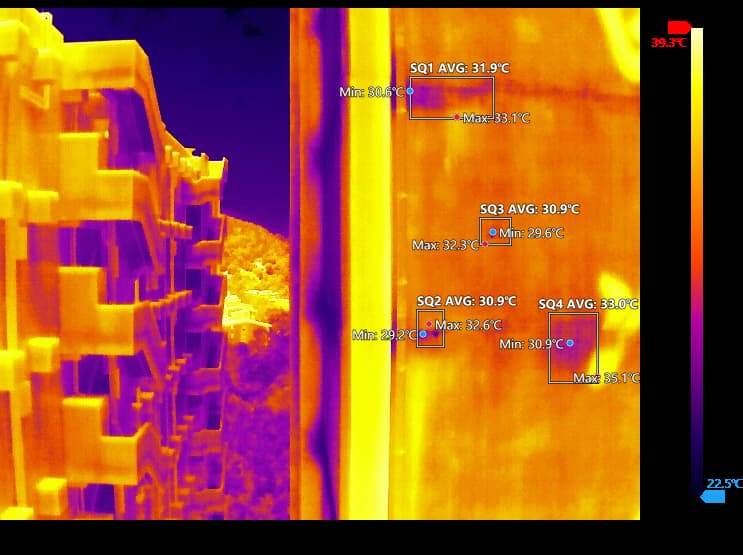 39.3℃
SQ1 AVG: 31.9℃
Min: 30.6℃
Max: 33.1℃
SQ3 AVG: 30.9℃
Min: 29.6℃
Max: 32.3℃
SQ2 AVG: 30.9℃
Max: 32.6℃
Min: 29.2℃
SQ4 AVG: 33.0℃
Min: 30.9℃
Max: 35.1℃
22.5℃